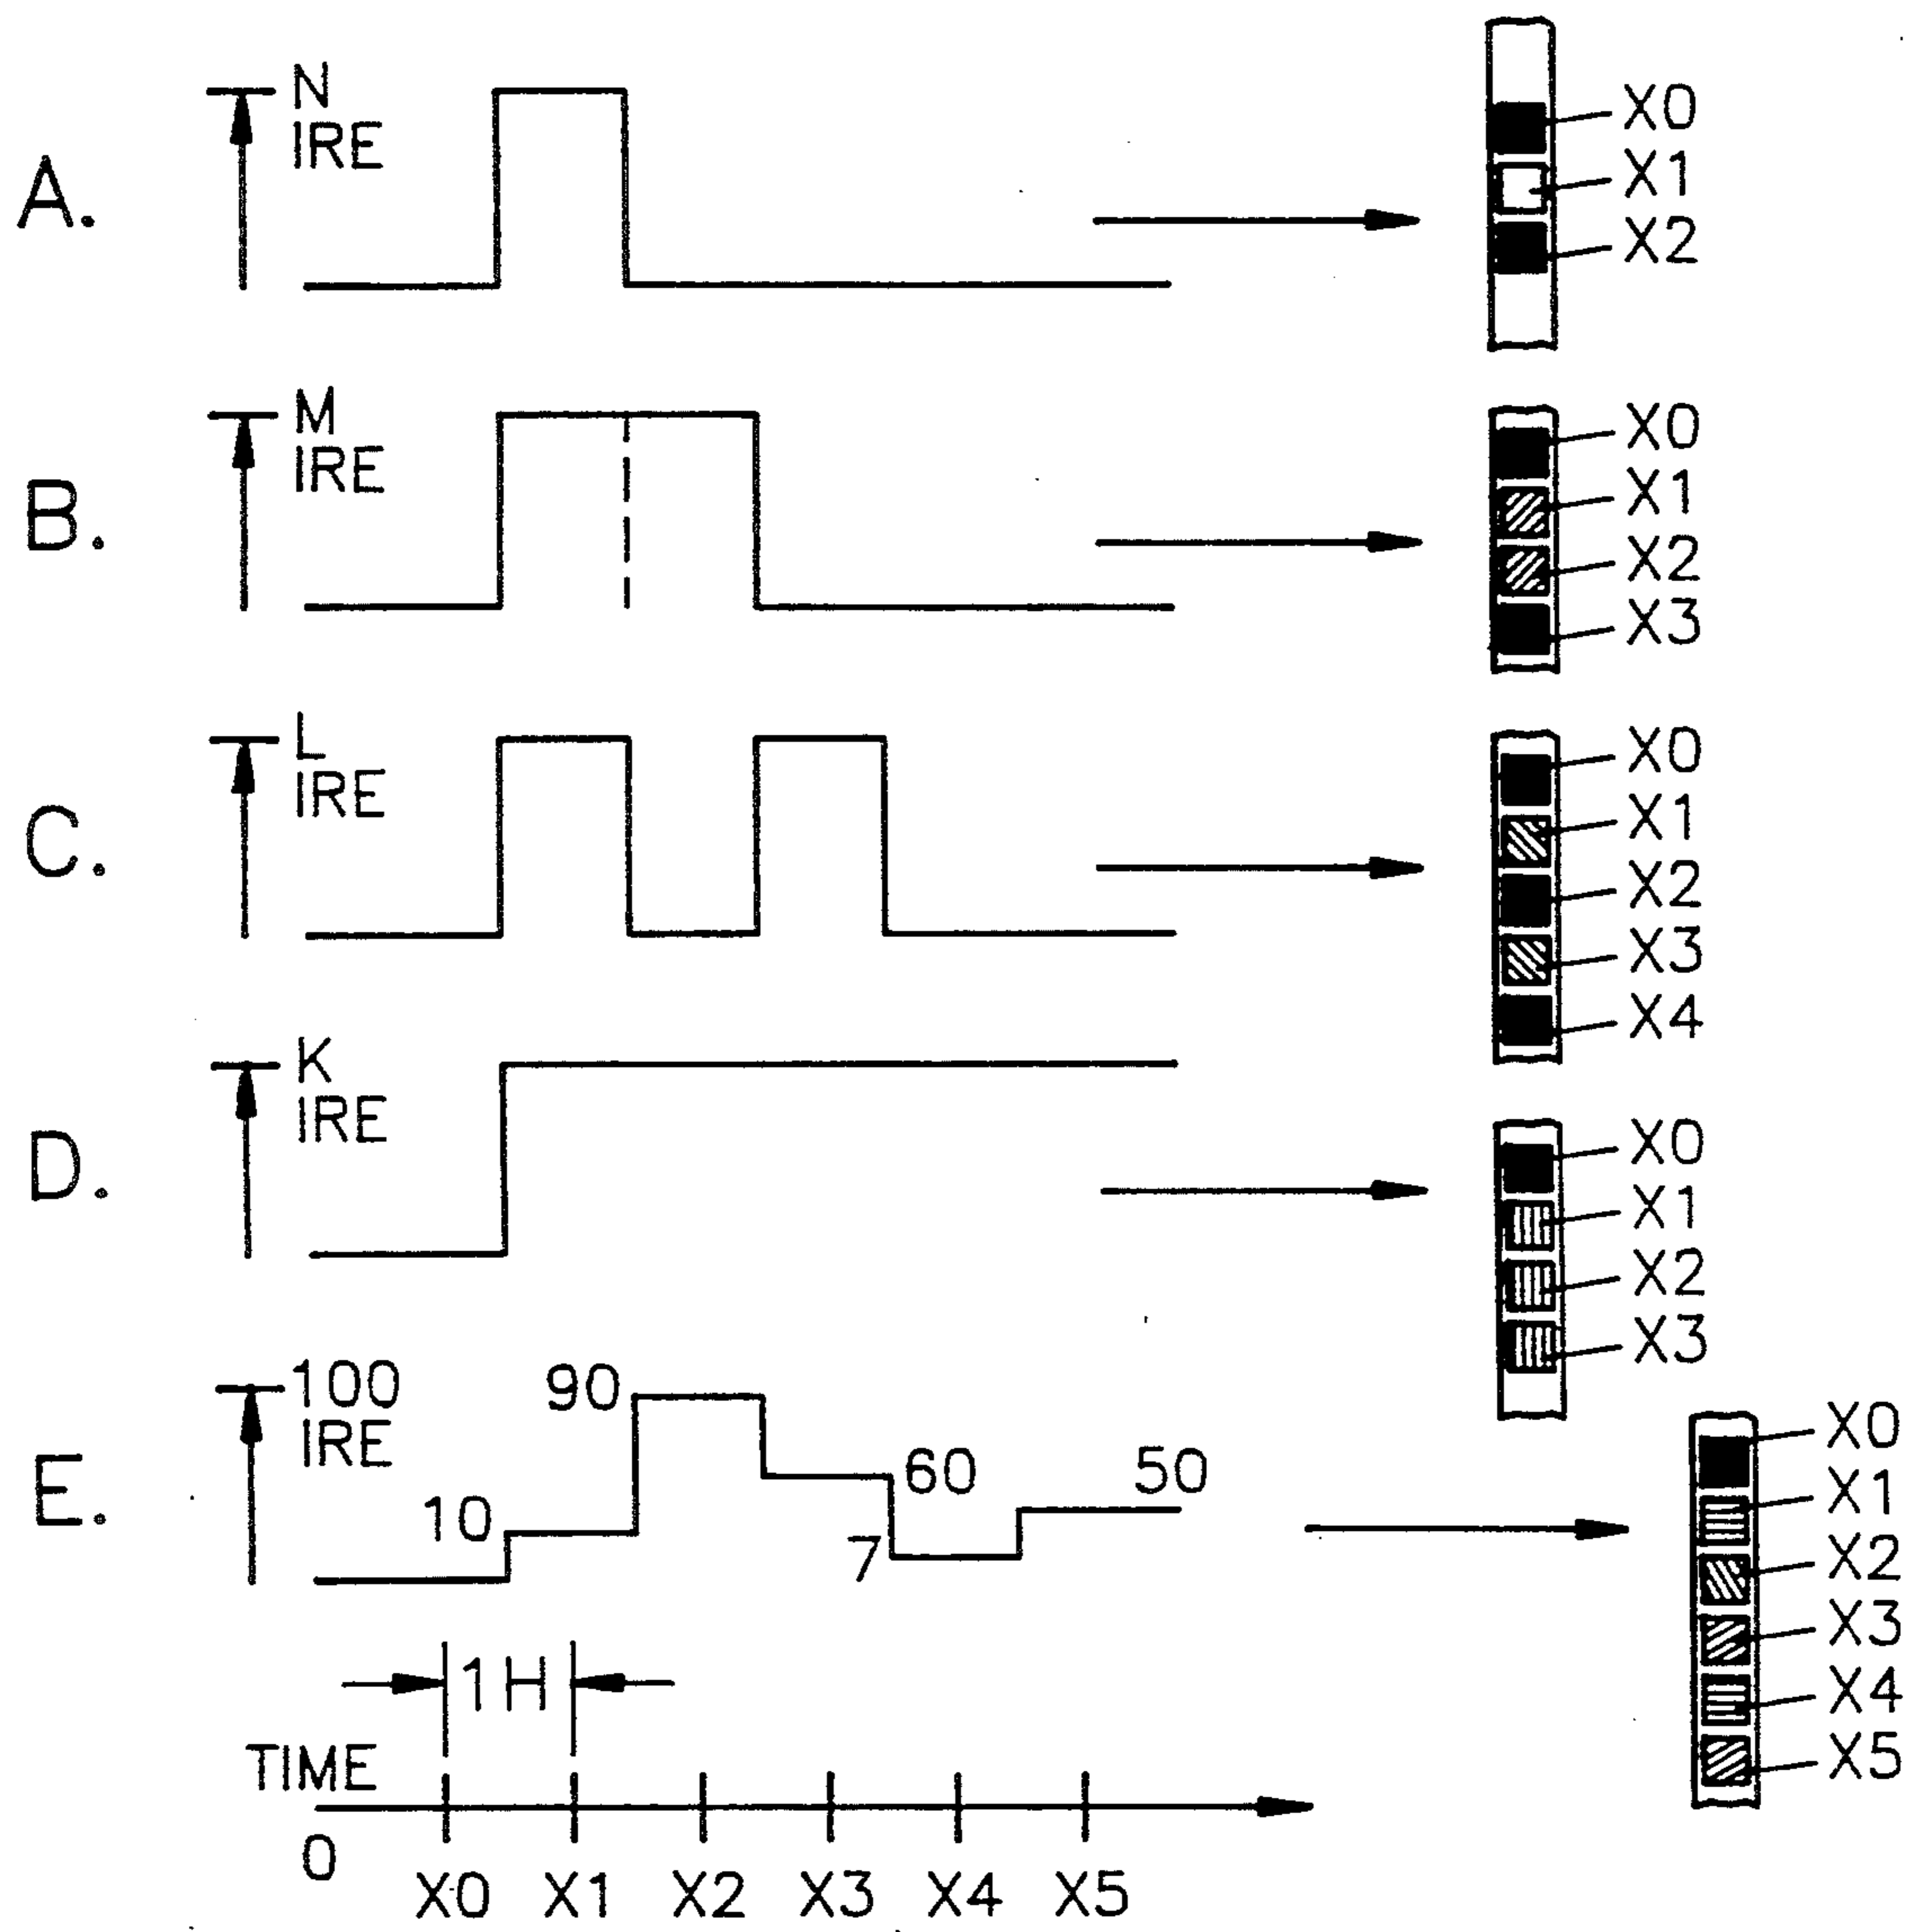 A.
N
IRE
X0
X1
X2
B.
M
IRE
X0
X1
X2
X3
C.
L
IRE
X0
X1
X2
X3
X4
D.
K
IRE
X0
X1
X2
X3
E.
100
IRE
10
90
60
7
50
X0
X1
X2
X3
X4
X5
1H
TIME
0
X0 X1 X2 X3 X4 X5